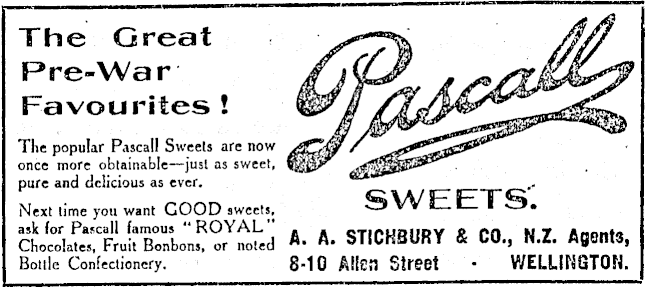 The Great
Pre-War
Favourites!
The popular Pascall Sweets are now
once more obtainable—just as sweet,
pure and delicious as ever.
Next time you want GOOD sweets,
ask for Pascall famous "ROYAL"
Chocolates, Fruit Bonbons, or noted
Bottle Confectionery.
Pascall
SWEETS.
A. A. STICHBURY & CO., N.Z. Agents,
8-10 Allen Street - WELLINGTON.